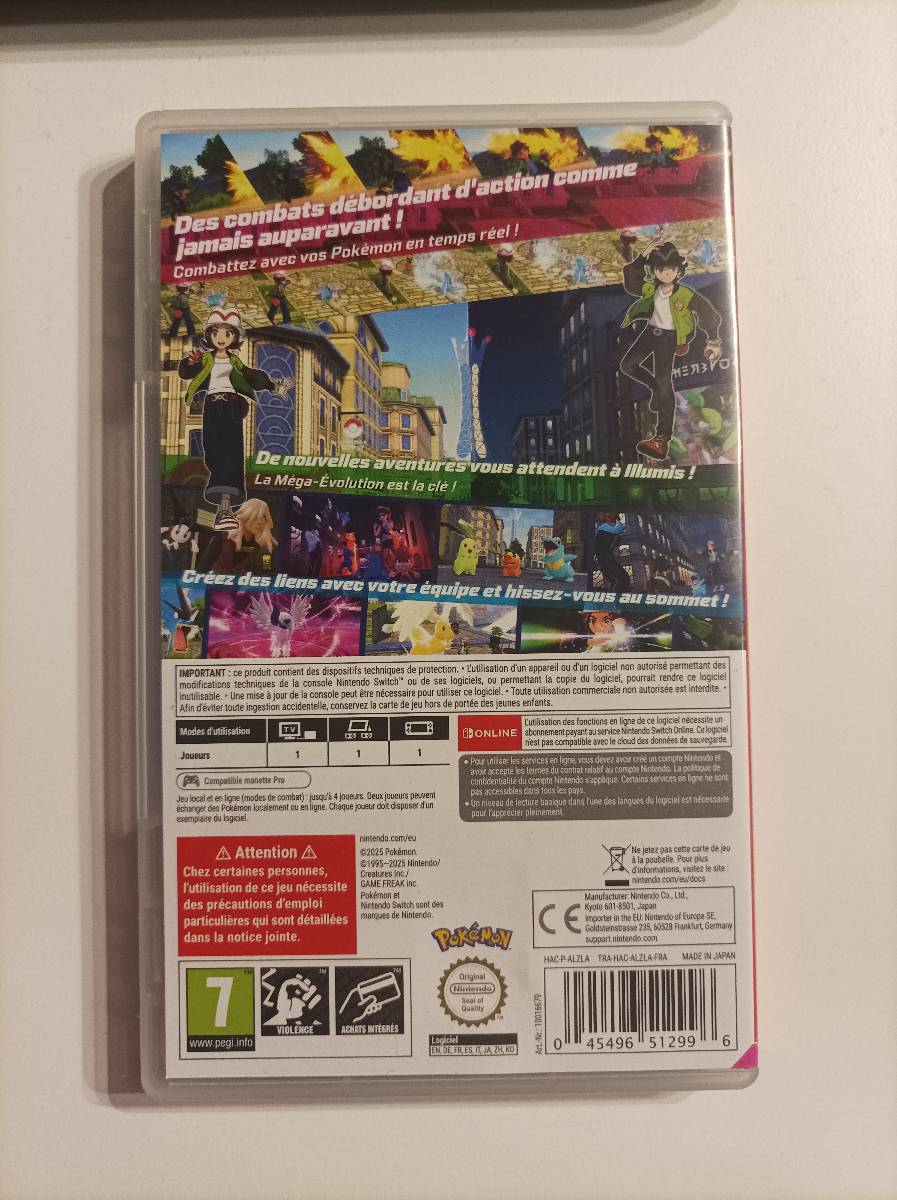 Des combats débordant d'action comme
jamais auparavant !
Combattez avec vos Pokémon en temps réel !
De nouvelles aventures vous attendent à Illumis !
La Méga-Évolution est la clé !
Créez des liens avec votre équipe et hissez-vous au sommet !
IMPORTANT : ce produit contient des dispositifs techniques de protection. • L'utilisation d'un appareil ou d'un logiciel non autorisé permettant des
modifications techniques de la console Nintendo Switch™ ou de ses logiciels, ou permettant la copie du logiciel, pourrait rendre ce logiciel
inutilisable. • Une mise à jour de la console peut être nécessaire pour utiliser ce logiciel. • Toute utilisation commerciale non autorisée est interdite. •
Afin d'éviter toute ingestion accidentelle, conservez la carte de jeu hors de portée des jeunes enfants.
Modes d'utilisation
TV
Joueurs
1
1
1
Compatible manette Pro
Jeu local et en ligne (modes de combat) : jusqu'à 4 joueurs. Deux joueurs peuvent
échanger des Pokémon localement ou en ligne. Chaque joueur doit disposer d'un
exemplaire du logiciel.
ONLINE
L'utilisation des fonctions en ligne de ce logiciel nécessite un
abonnement payant au service Nintendo Switch Online. Ce logiciel
n'est pas compatible avec le cloud des données de sauvegarde.
• Pour utiliser les services en ligne, vous devez avoir créé un compte Nintendo et
avoir accepté les termes du contrat relatif au compte Nintendo. La politique de
confidentialité du compte Nintendo s'applique. Certains services en ligne ne sont
pas accessibles dans tous les pays.
• Un niveau de lecture basique dans l'une des langues du logiciel est nécessaire
pour l'apprécier pleinement.
Attention
Chez certaines personnes,
l'utilisation de ce jeu nécessite
des précautions d'emploi
particulières qui sont détaillées
dans la notice jointe.
nintendo.com/eu
©2025 Pokémon.
©1995–2025 Nintendo/
Creatures Inc./
GAME FREAK inc.
Pokémon et
Nintendo Switch sont des
marques de Nintendo.
Ne jetez pas cette carte de jeu
à la poubelle. Pour plus
d'informations, visitez le site :
nintendo.com/eu/docs
CE
Manufacturer: Nintendo Co., Ltd.,
Kyoto 601-8501, Japan
Importer in the EU: Nintendo of Europe SE,
Goldsteinstrasse 235, 60528 Frankfurt, Germany
support.nintendo.com
POKéMON
7
www.pegi.info
™
VIOLENCE
™
ACHATS INTÉGRÉS
™
Original
Nintendo
Seal of
Quality
™
Logiciel
EN, DE, FR, ES, IT, JA, ZH, KO
HAC-P-ALZLA TRA-HAC-ALZLA-FRA MADE IN JAPAN
Art.-Nr.: 10016679
0 45496 51299 6